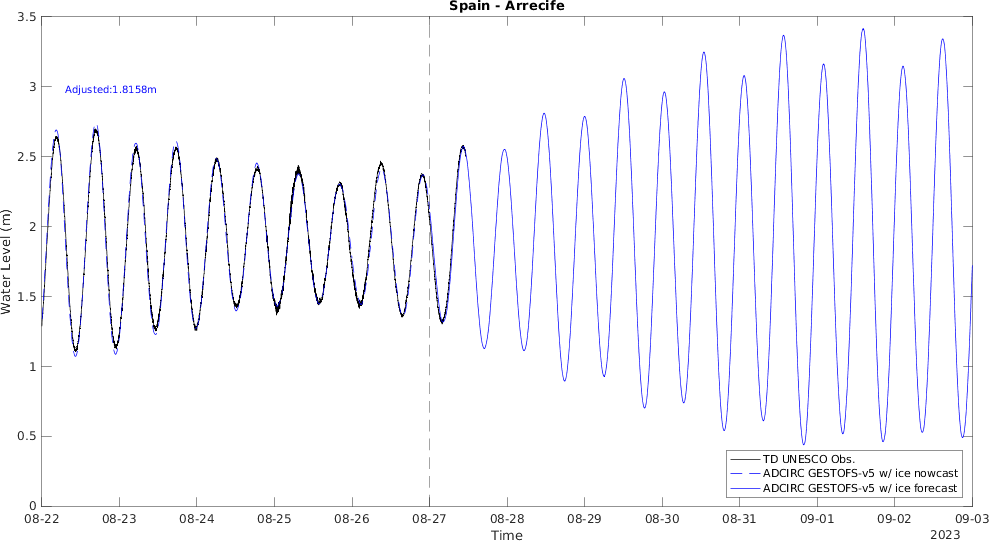 Spain - Arrecife
3.5
3
2.5
2
1.5
1
0.5
0
Water Level (m)
Adjusted:1.8158m
TD UNESCO Obs.
ADCIRC GESTOFS-v5 w/ ice nowcast
ADCIRC GESTOFS-v5 w/ ice forecast
08-22 08-23 08-24 08-25 08-26 08-27 08-28 08-29 08-30 08-31 09-01 09-02 09-03
Time
2023